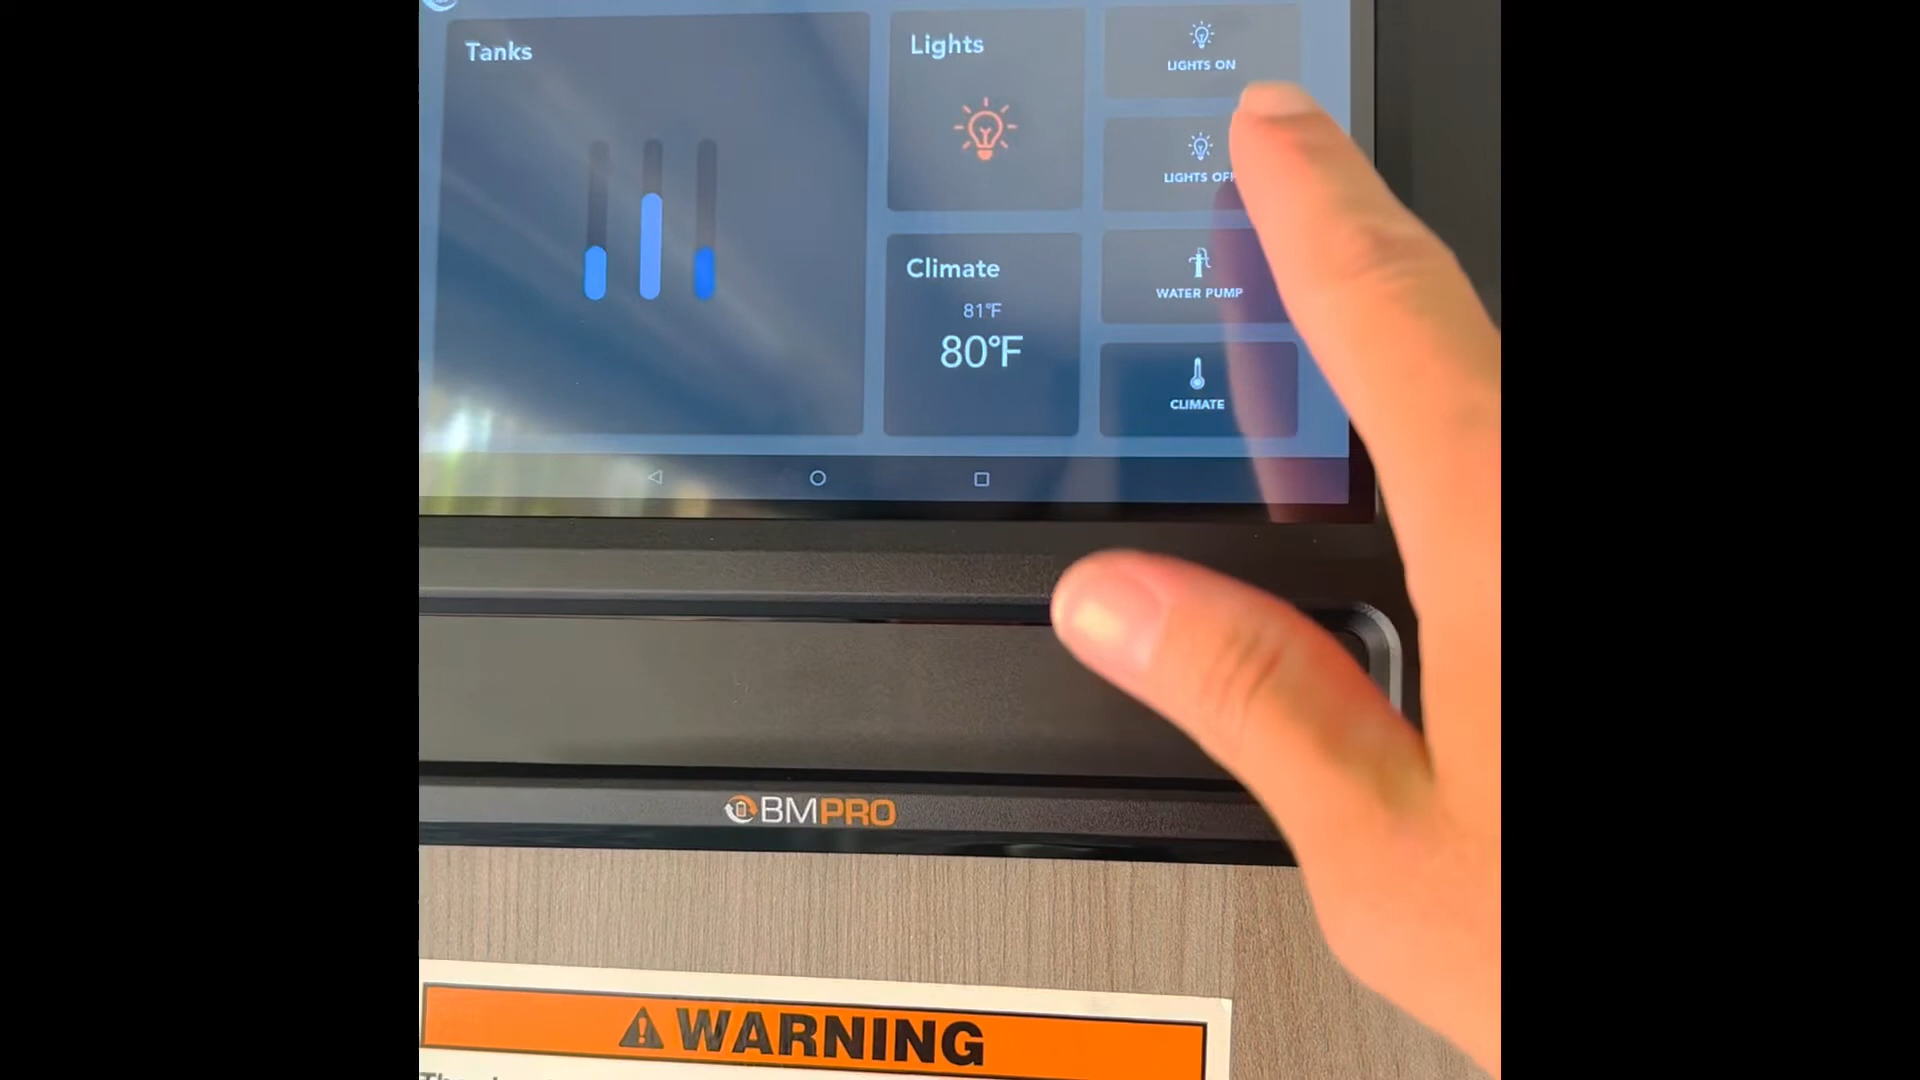 Tanks
Lights
LIGHTS ON
LIGHTS OFF
Climate
81°F
80°F
WATER PUMP
CLIMATE
BMPRO
WARNING